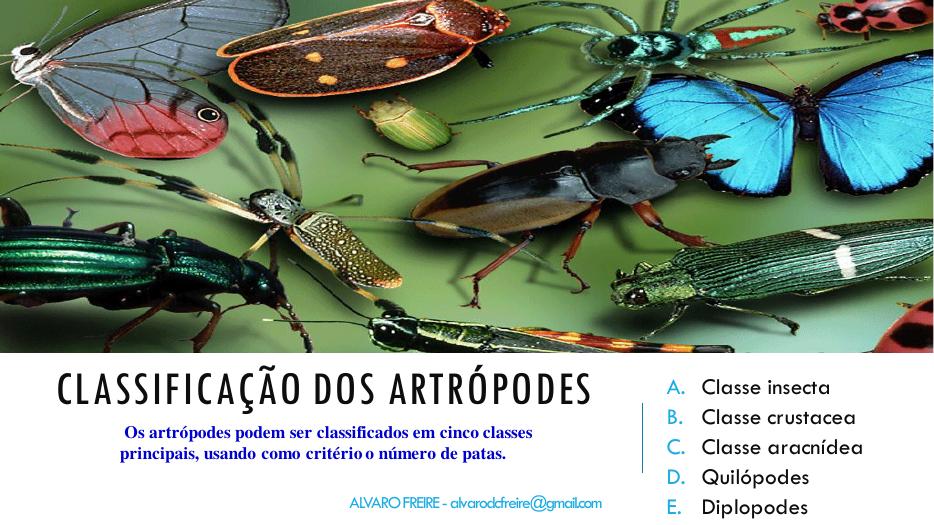 CLASSIFICAÇÃO DOS ARTRÓPODES
Os artrópodes podem ser classificados em cinco classes
principais, usando como critério o número de patas.
ALVARO FREIRE - alvarodcfreire@gmail.com
A. Classe insecta
B. Classe crustacea
C. Classe aracnídea
D. Quilópodes
E. Diplopodes